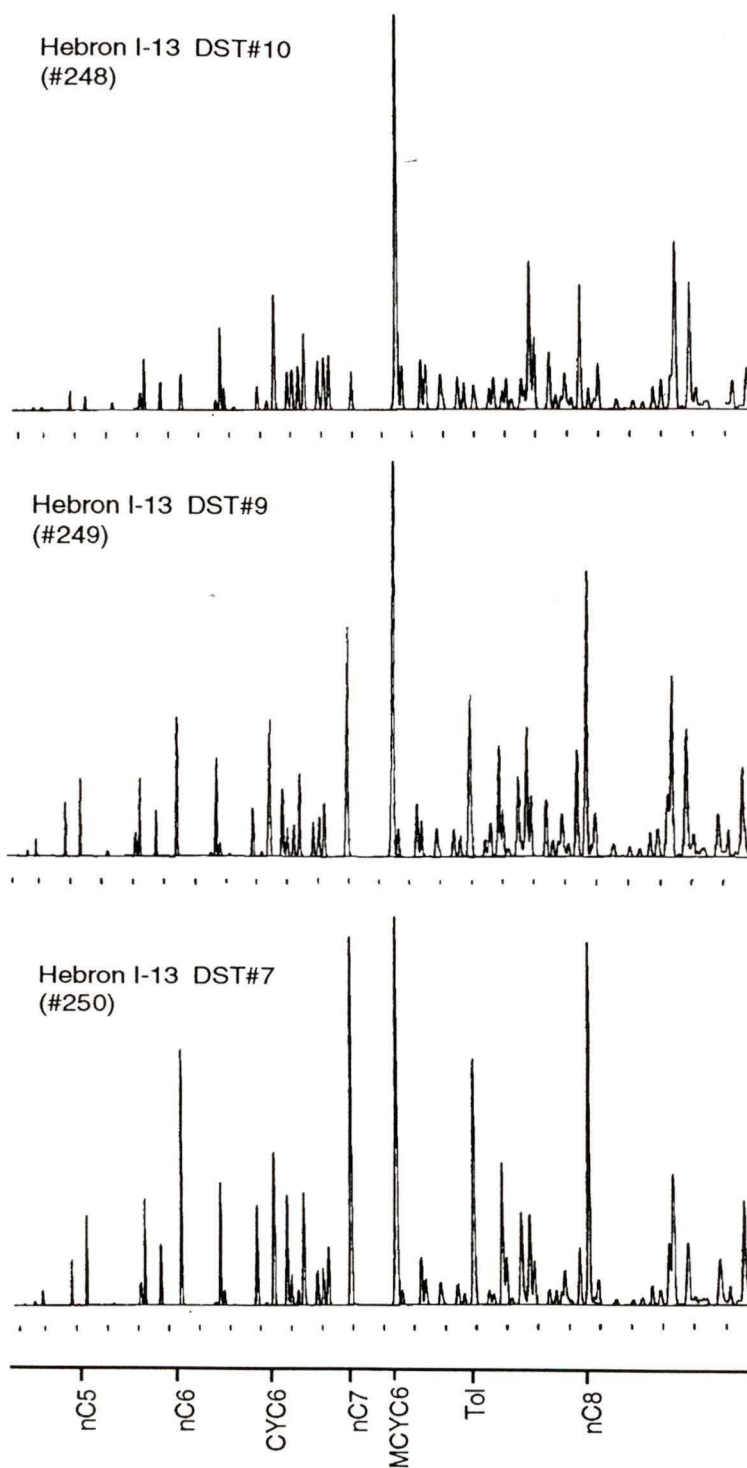 Hebron I-13 DST#10
(#248)
Hebron I-13 DST#9
(#249)
Hebron I-13 DST#7
(#250)
nC5
nC6
CYC6
nC7
MCYC6
Tol
nC8